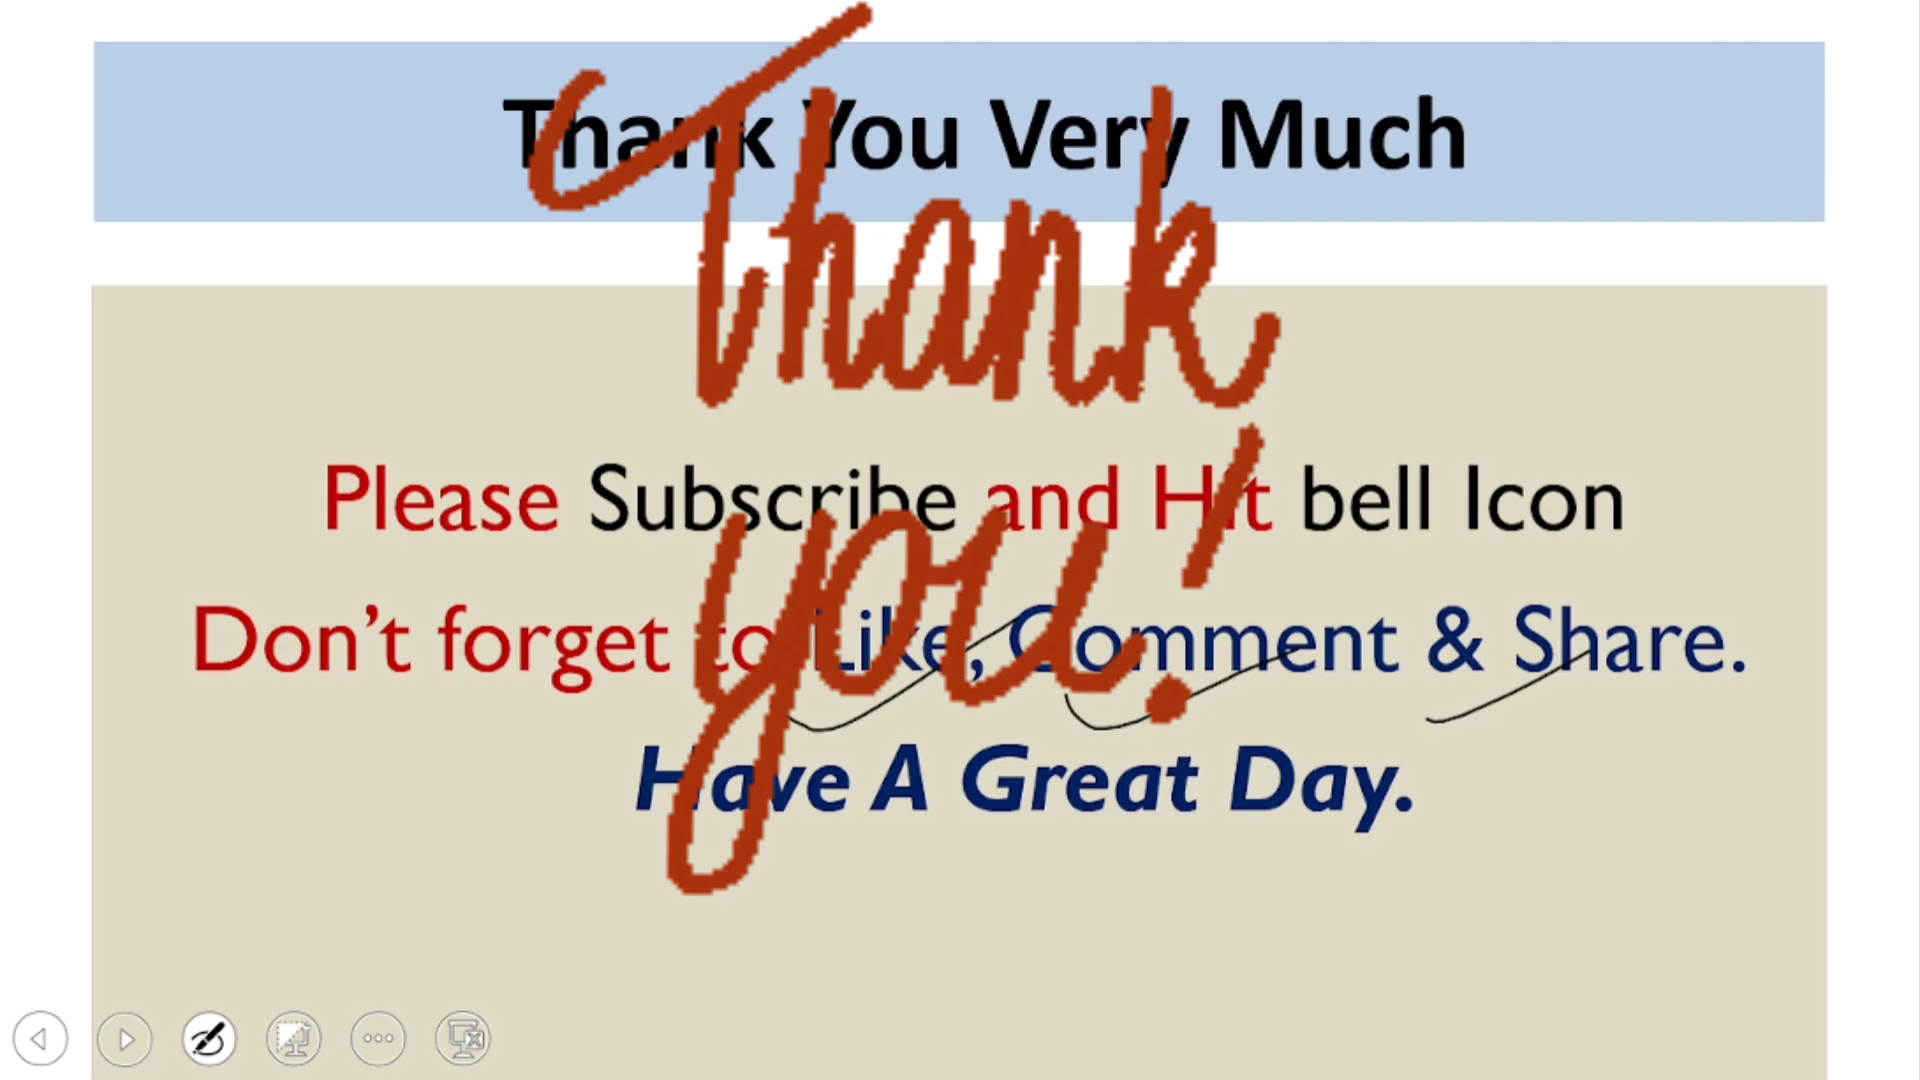 Thank You Very Much
Thank
you!
Please Subscribe and Hit bell Icon
Don't forget to Like, Comment & Share.
Have A Great Day.